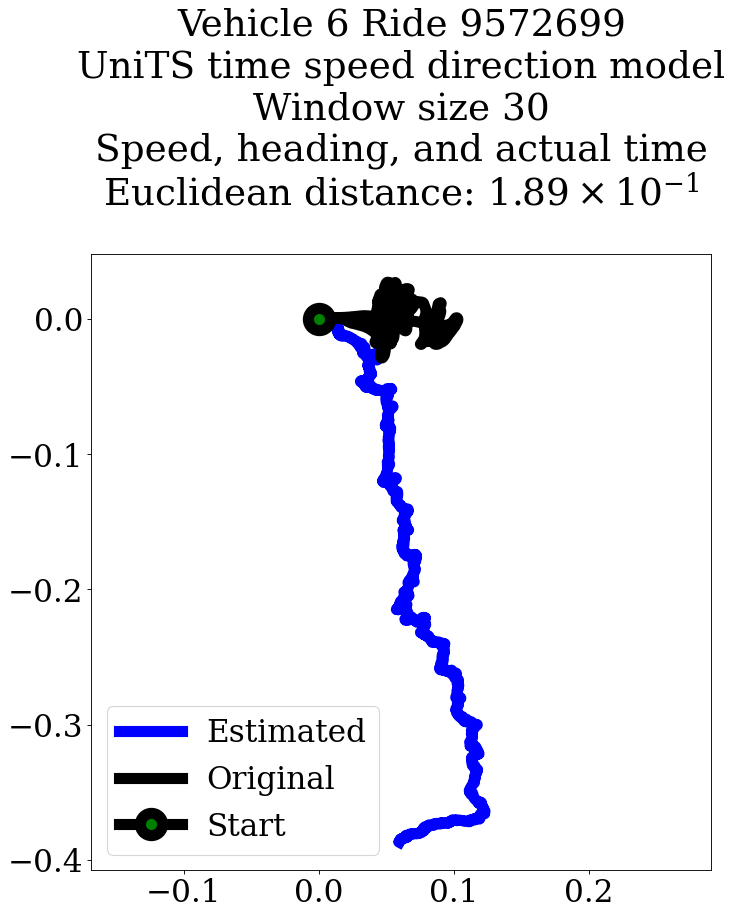 Vehicle 6 Ride 9572699
UniTS time speed direction model
Window size 30
Speed, heading, and actual time
Euclidean distance: 1.89 × 10⁻¹
0.0
−0.1
−0.2
−0.3
−0.4
Estimated
Original
Start
−0.1 0.0 0.1 0.2